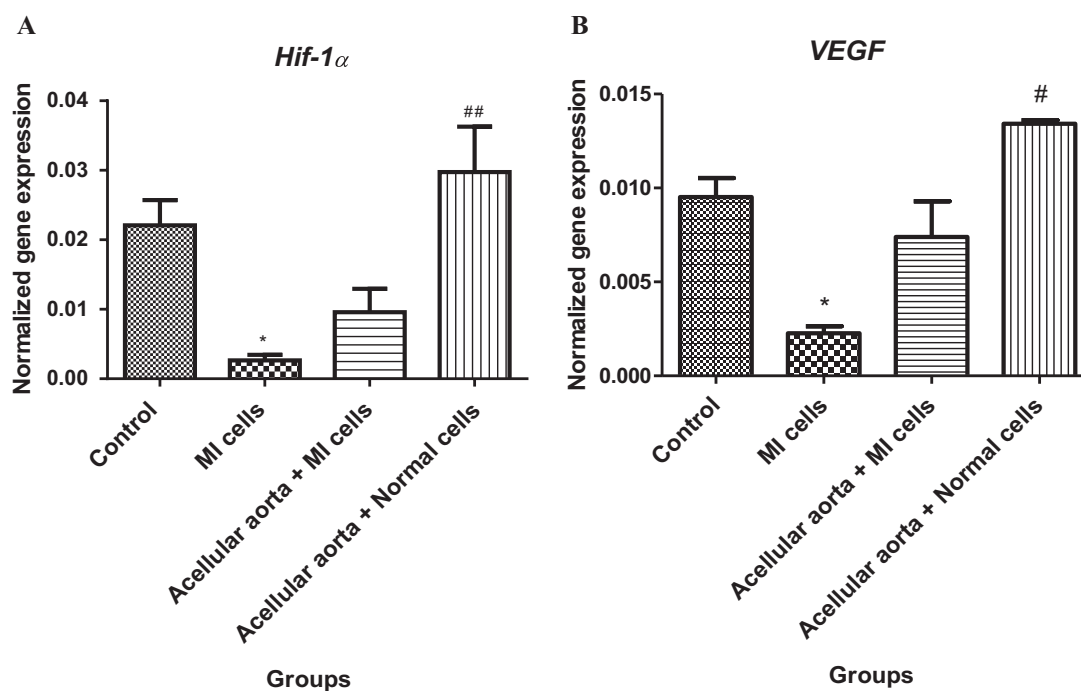 A
Hif-1α
Normalized gene expression
0.04
0.03
0.02
0.01
0.00
##
*
Control
MI cells
Acellular aorta + MI cells
Acellular aorta + Normal cells
Groups
B
VEGF
Normalized gene expression
0.015
0.010
0.005
0.000
#
*
Control
MI cells
Acellular aorta + MI cells
Acellular aorta + Normal cells
Groups